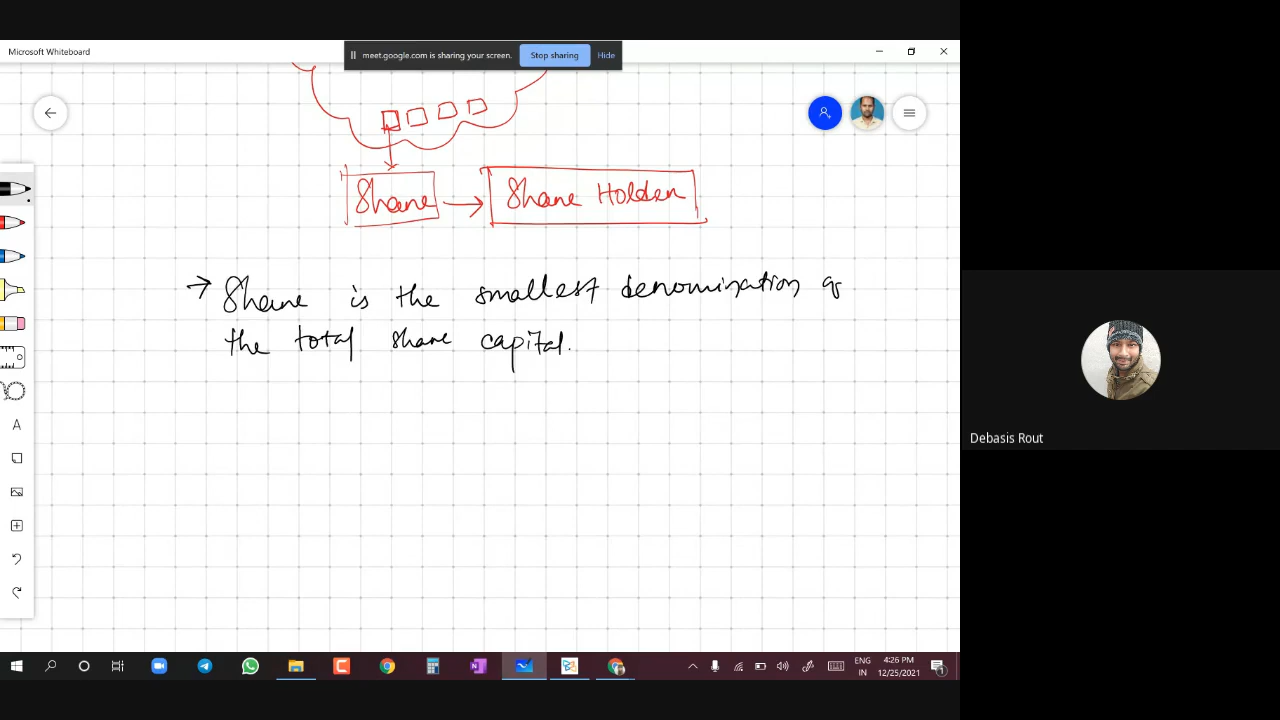 Microsoft Whiteboard
meet.google.com is sharing your screen.
Stop sharing
Hide
Share
Share Holder
→ Share is the smallest denomination of
the total share capital.
A
Debasis Rout
ENG
IN
4:26 PM
12/25/2021
1